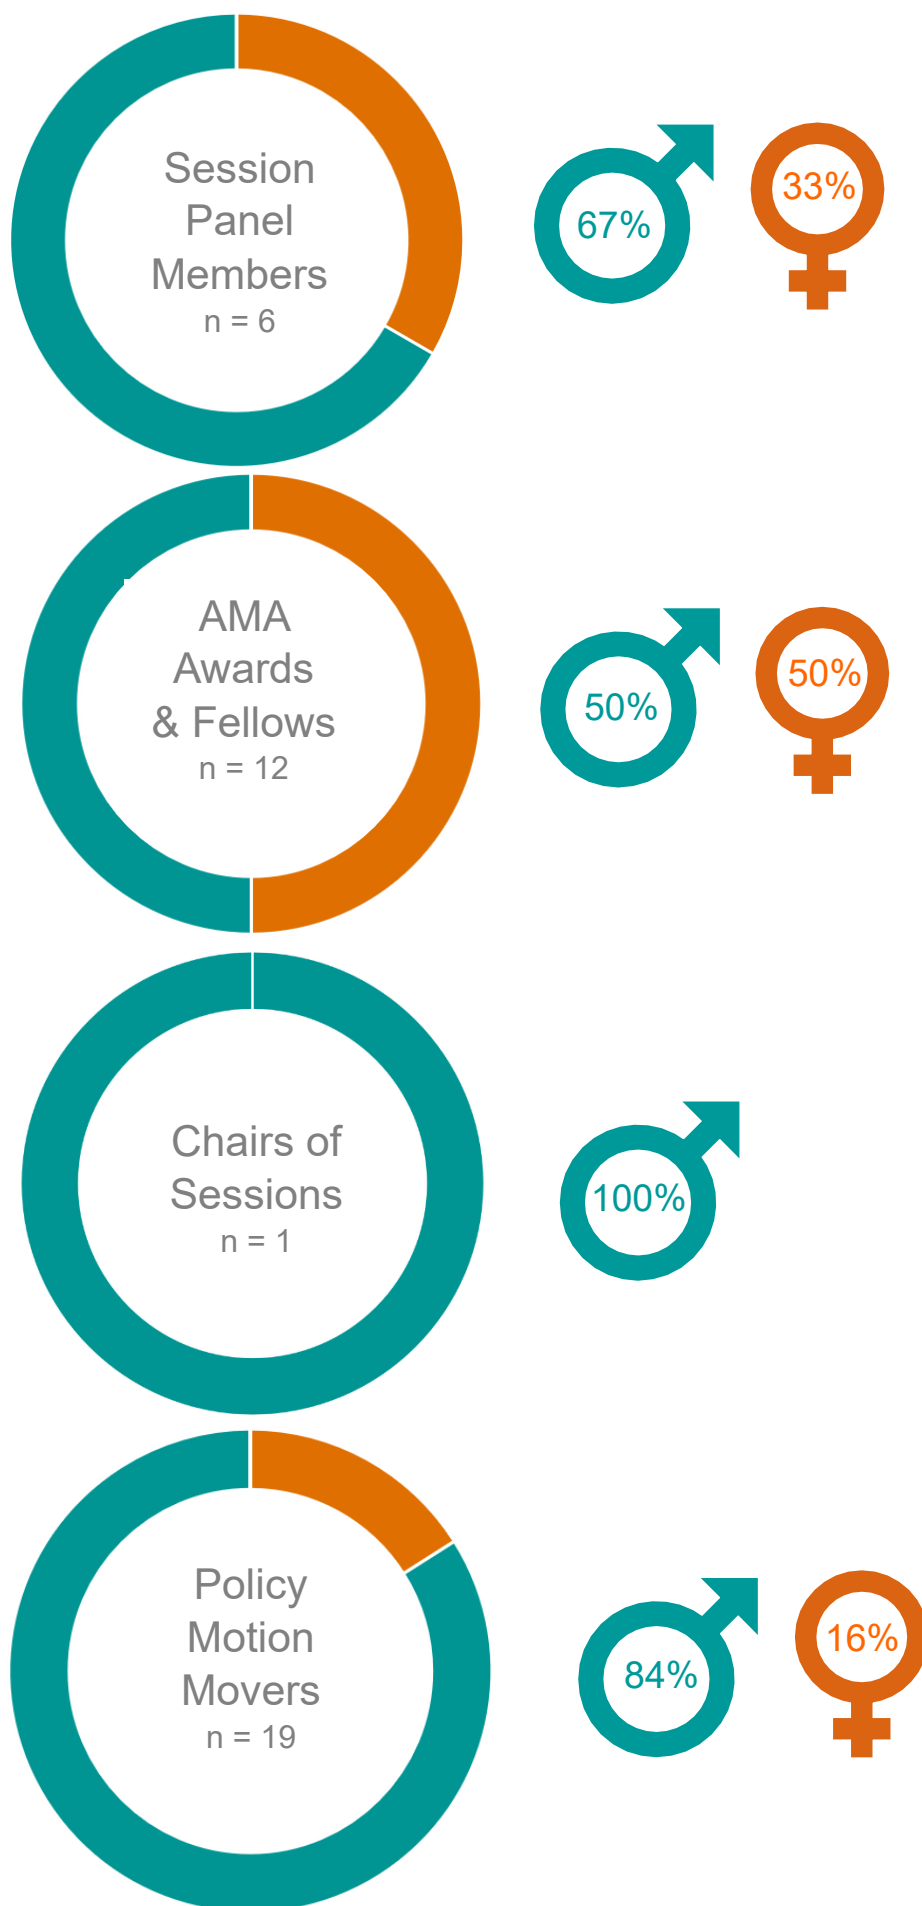 Session
Panel
Members
n = 6
67%
33%
AMA
Awards
& Fellows
n = 12
50%
50%
Chairs of
Sessions
n = 1
100%
Policy
Motion
Movers
n = 19
84%
16%